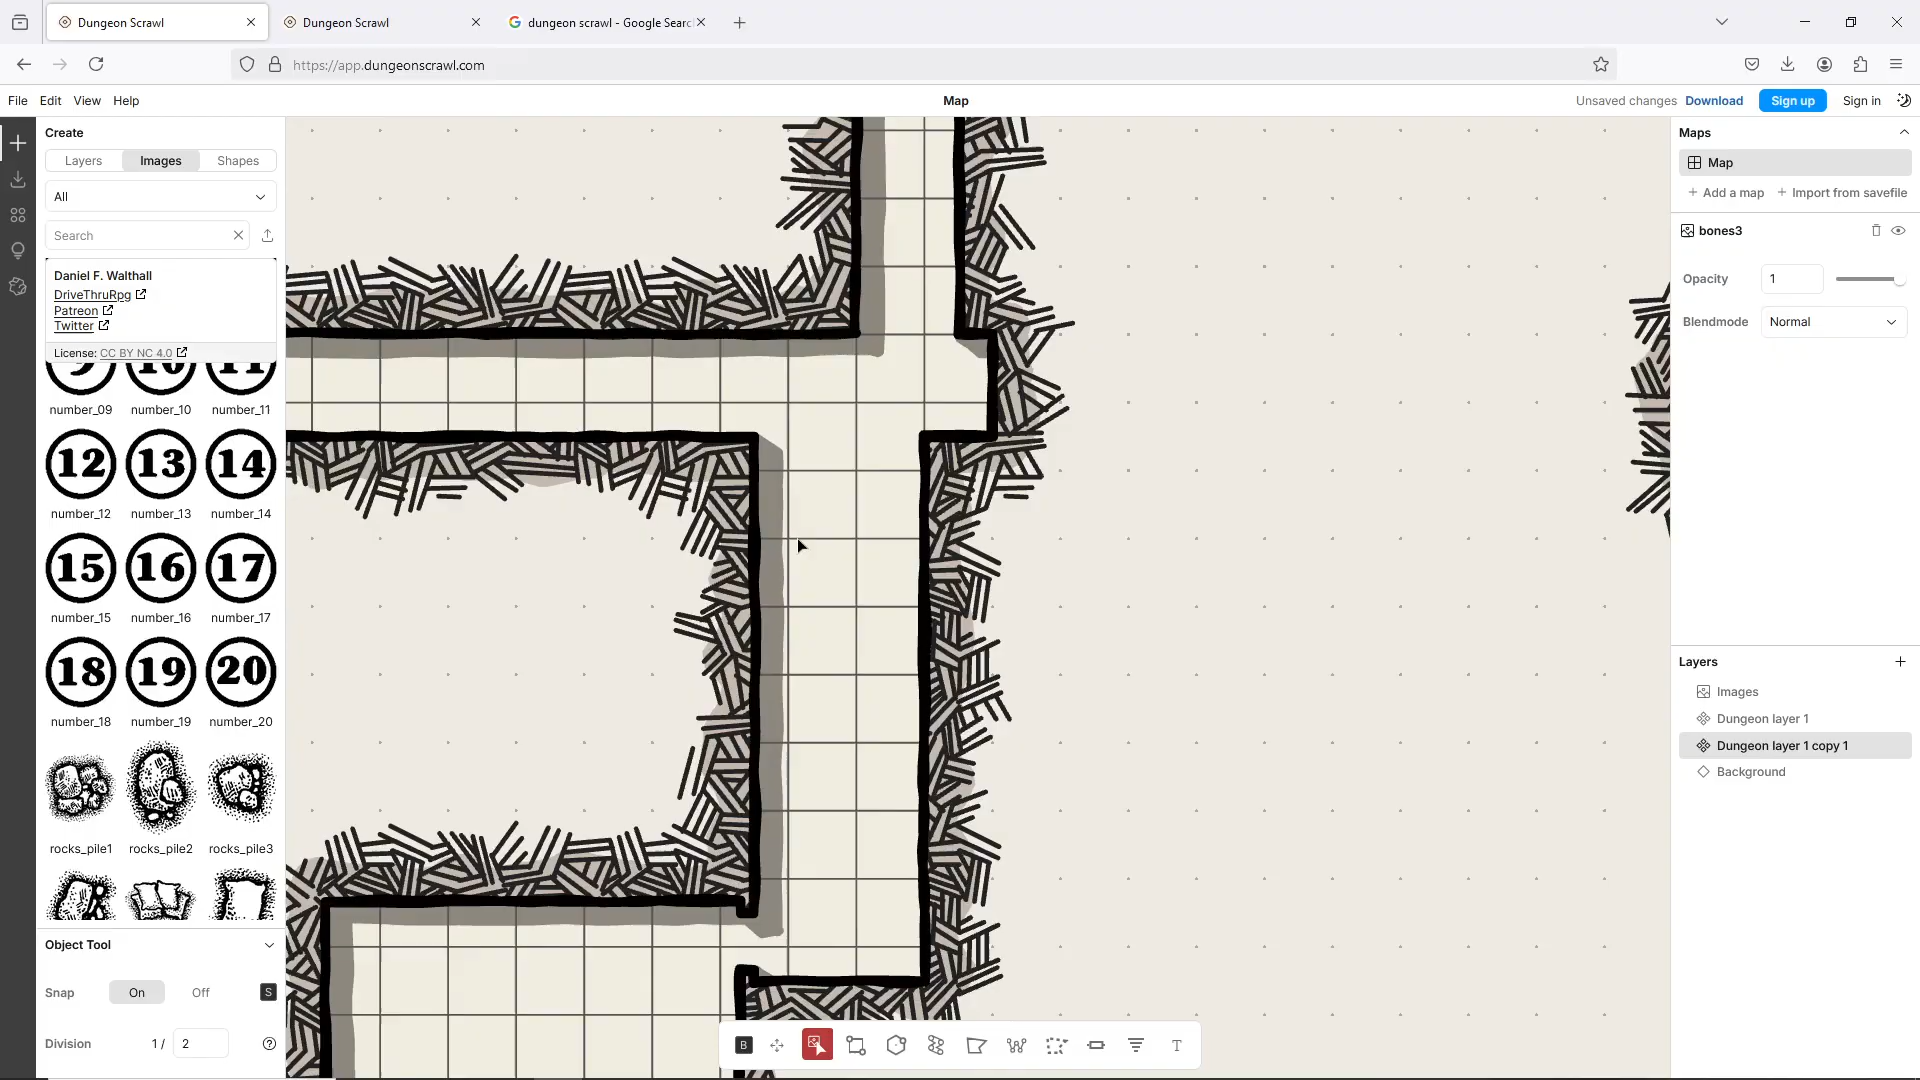 Dungeon Scrawl
Dungeon Scrawl
dungeon scrawl - Google Searc
https://app.dungeonscrawl.com
File Edit View Help
Map
Unsaved changes Download Sign up Sign in
Create
Layers Images Shapes
All
Search
Daniel F. Walthall
DriveThruRpg
Patreon
Twitter
License: CC BY NC 4.0
9 10 11
number_09 number_10 number_11
12 13 14
number_12 number_13 number_14
15 16 17
number_15 number_16 number_17
18 19 20
number_18 number_19 number_20
rocks_pile1 rocks_pile2 rocks_pile3
Object Tool
Snap On Off S
Division 1 / 2
B
T
Maps
Map
+ Add a map + Import from savefile
bones3
Opacity 1
Blendmode Normal
Layers
Images
Dungeon layer 1
Dungeon layer 1 copy 1
Background